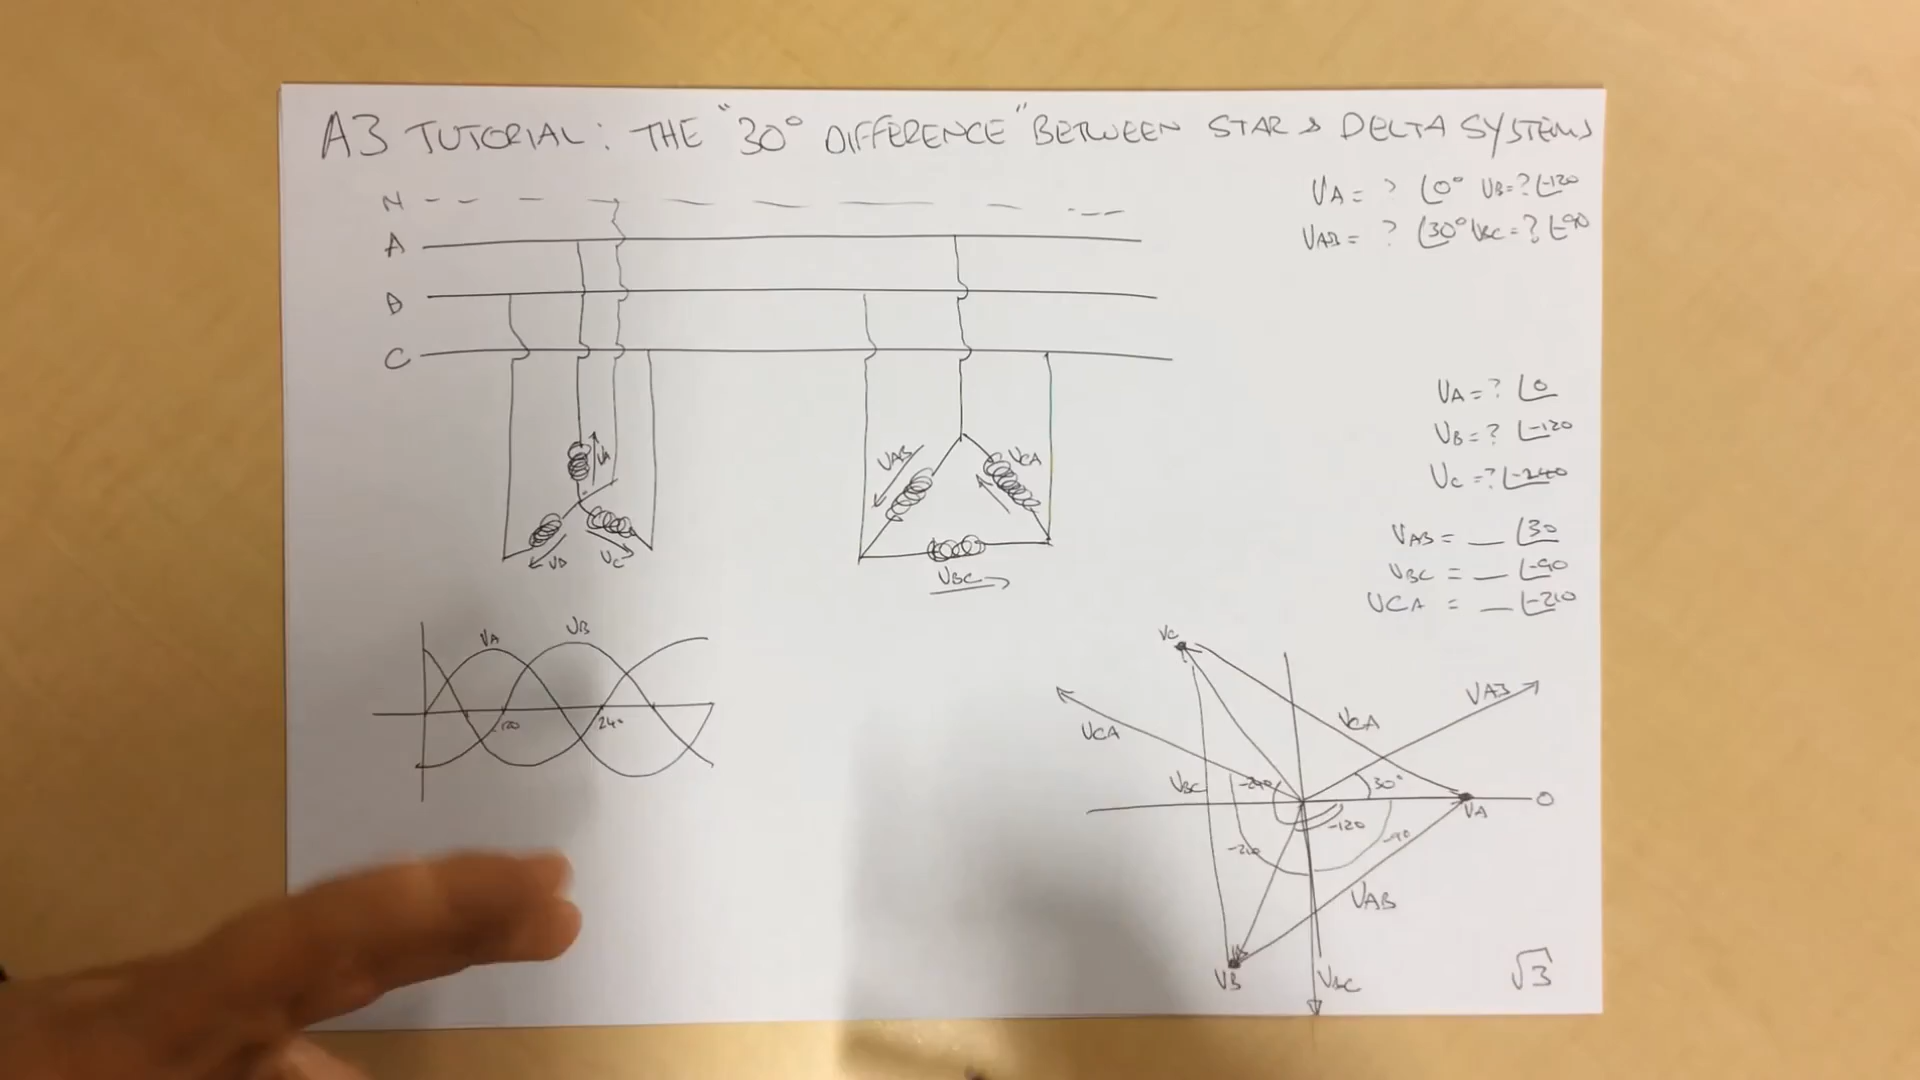 A3 TUTORIAL: THE "30° DIFFERENCE" BETWEEN STAR & DELTA SYSTEMS
VA = ? ∠0° VB = ? ∠-120
VAB = ? ∠30° VBC = ? ∠-90
N
A
B
C
VA
VB
VC
VAB
VCA
VBC
VA = ? ∠0
VB = ? ∠-120
VC = ? ∠-240
VAB = __ ∠30
VBC = __ ∠-90
VCA = __ ∠-210
VA
VB
120
240
VC
VAB
VCA
VCA
VBC
-240
30°
0
VA
-120
-90
VAB
VB
VBC
√3